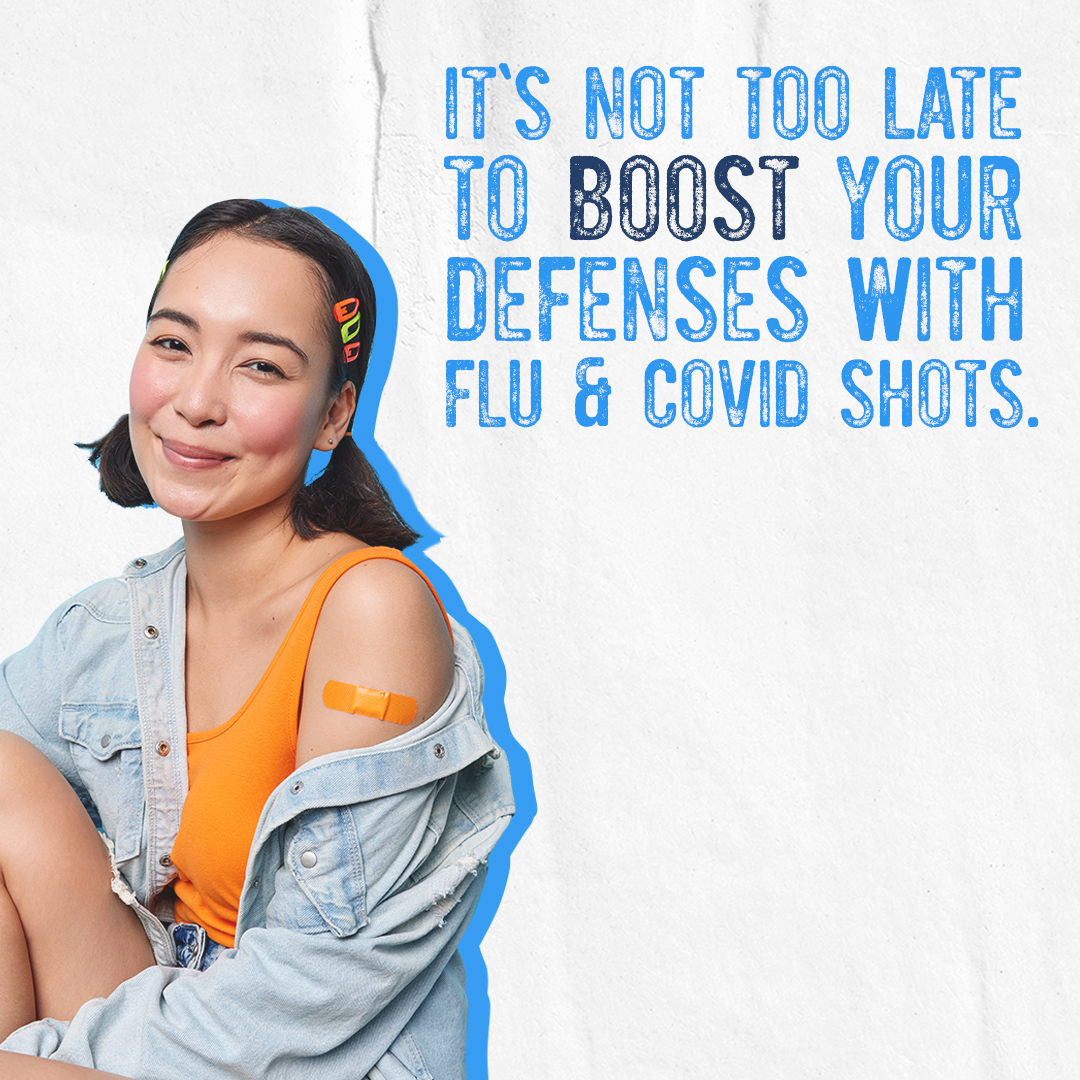 IT'S NOT TOO LATE
TO BOOST YOUR
DEFENSES WITH
FLU & COVID SHOTS.